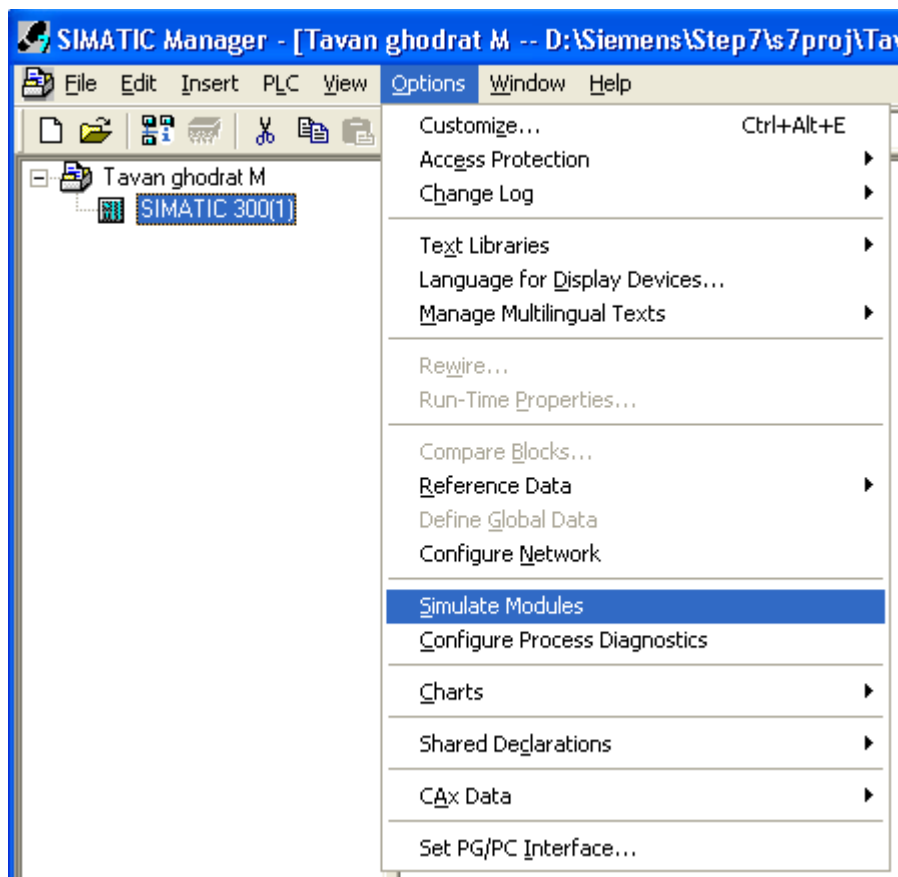 SIMATIC Manager - [Tavan ghodrat M -- D:\Siemens\Step7\s7proj\Ta
File Edit Insert PLC View Options Window Help
Customize... Ctrl+Alt+E
Access Protection
Change Log
Text Libraries
Language for Display Devices...
Manage Multilingual Texts
Rewire...
Run-Time Properties...
Compare Blocks...
Reference Data
Define Global Data
Configure Network
Simulate Modules
Configure Process Diagnostics
Charts
Shared Declarations
CAx Data
Set PG/PC Interface...
Tavan ghodrat M
SIMATIC 300(1)